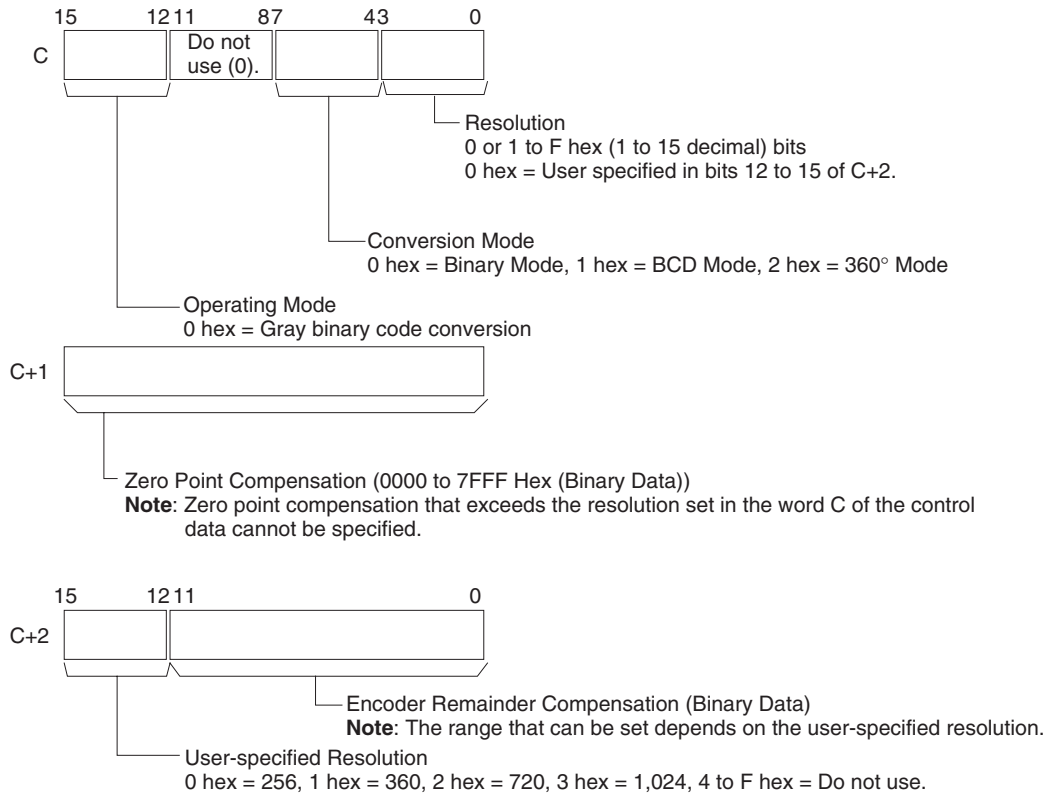 15 12 11 87 43 0
C
Do not
use (0).
Resolution
0 or 1 to F hex (1 to 15 decimal) bits
0 hex = User specified in bits 12 to 15 of C+2.
Conversion Mode
0 hex = Binary Mode, 1 hex = BCD Mode, 2 hex = 360° Mode
Operating Mode
0 hex = Gray binary code conversion
C+1
Zero Point Compensation (0000 to 7FFF Hex (Binary Data))
Note: Zero point compensation that exceeds the resolution set in the word C of the control
data cannot be specified.
15 12 11 0
C+2
Encoder Remainder Compensation (Binary Data)
Note: The range that can be set depends on the user-specified resolution.
User-specified Resolution
0 hex = 256, 1 hex = 360, 2 hex = 720, 3 hex = 1,024, 4 to F hex = Do not use.